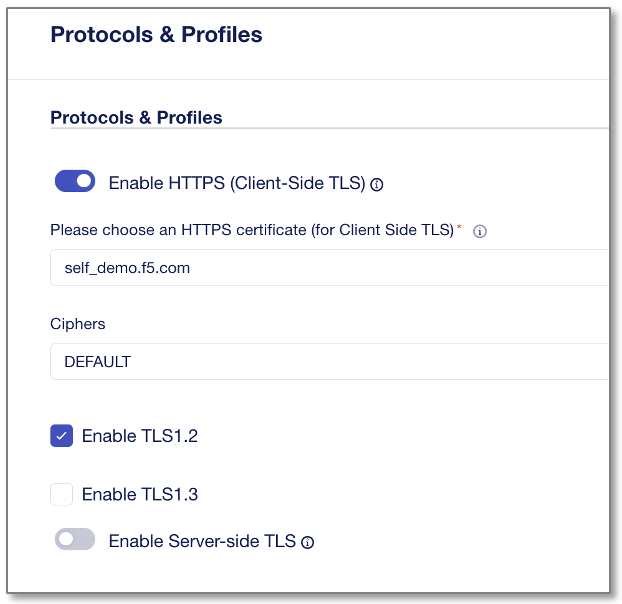 Protocols & Profiles
Protocols & Profiles
Enable HTTPS (Client-Side TLS)
Please choose an HTTPS certificate (for Client Side TLS)*
self_demo.f5.com
Ciphers
DEFAULT
Enable TLS1.2
Enable TLS1.3
Enable Server-side TLS